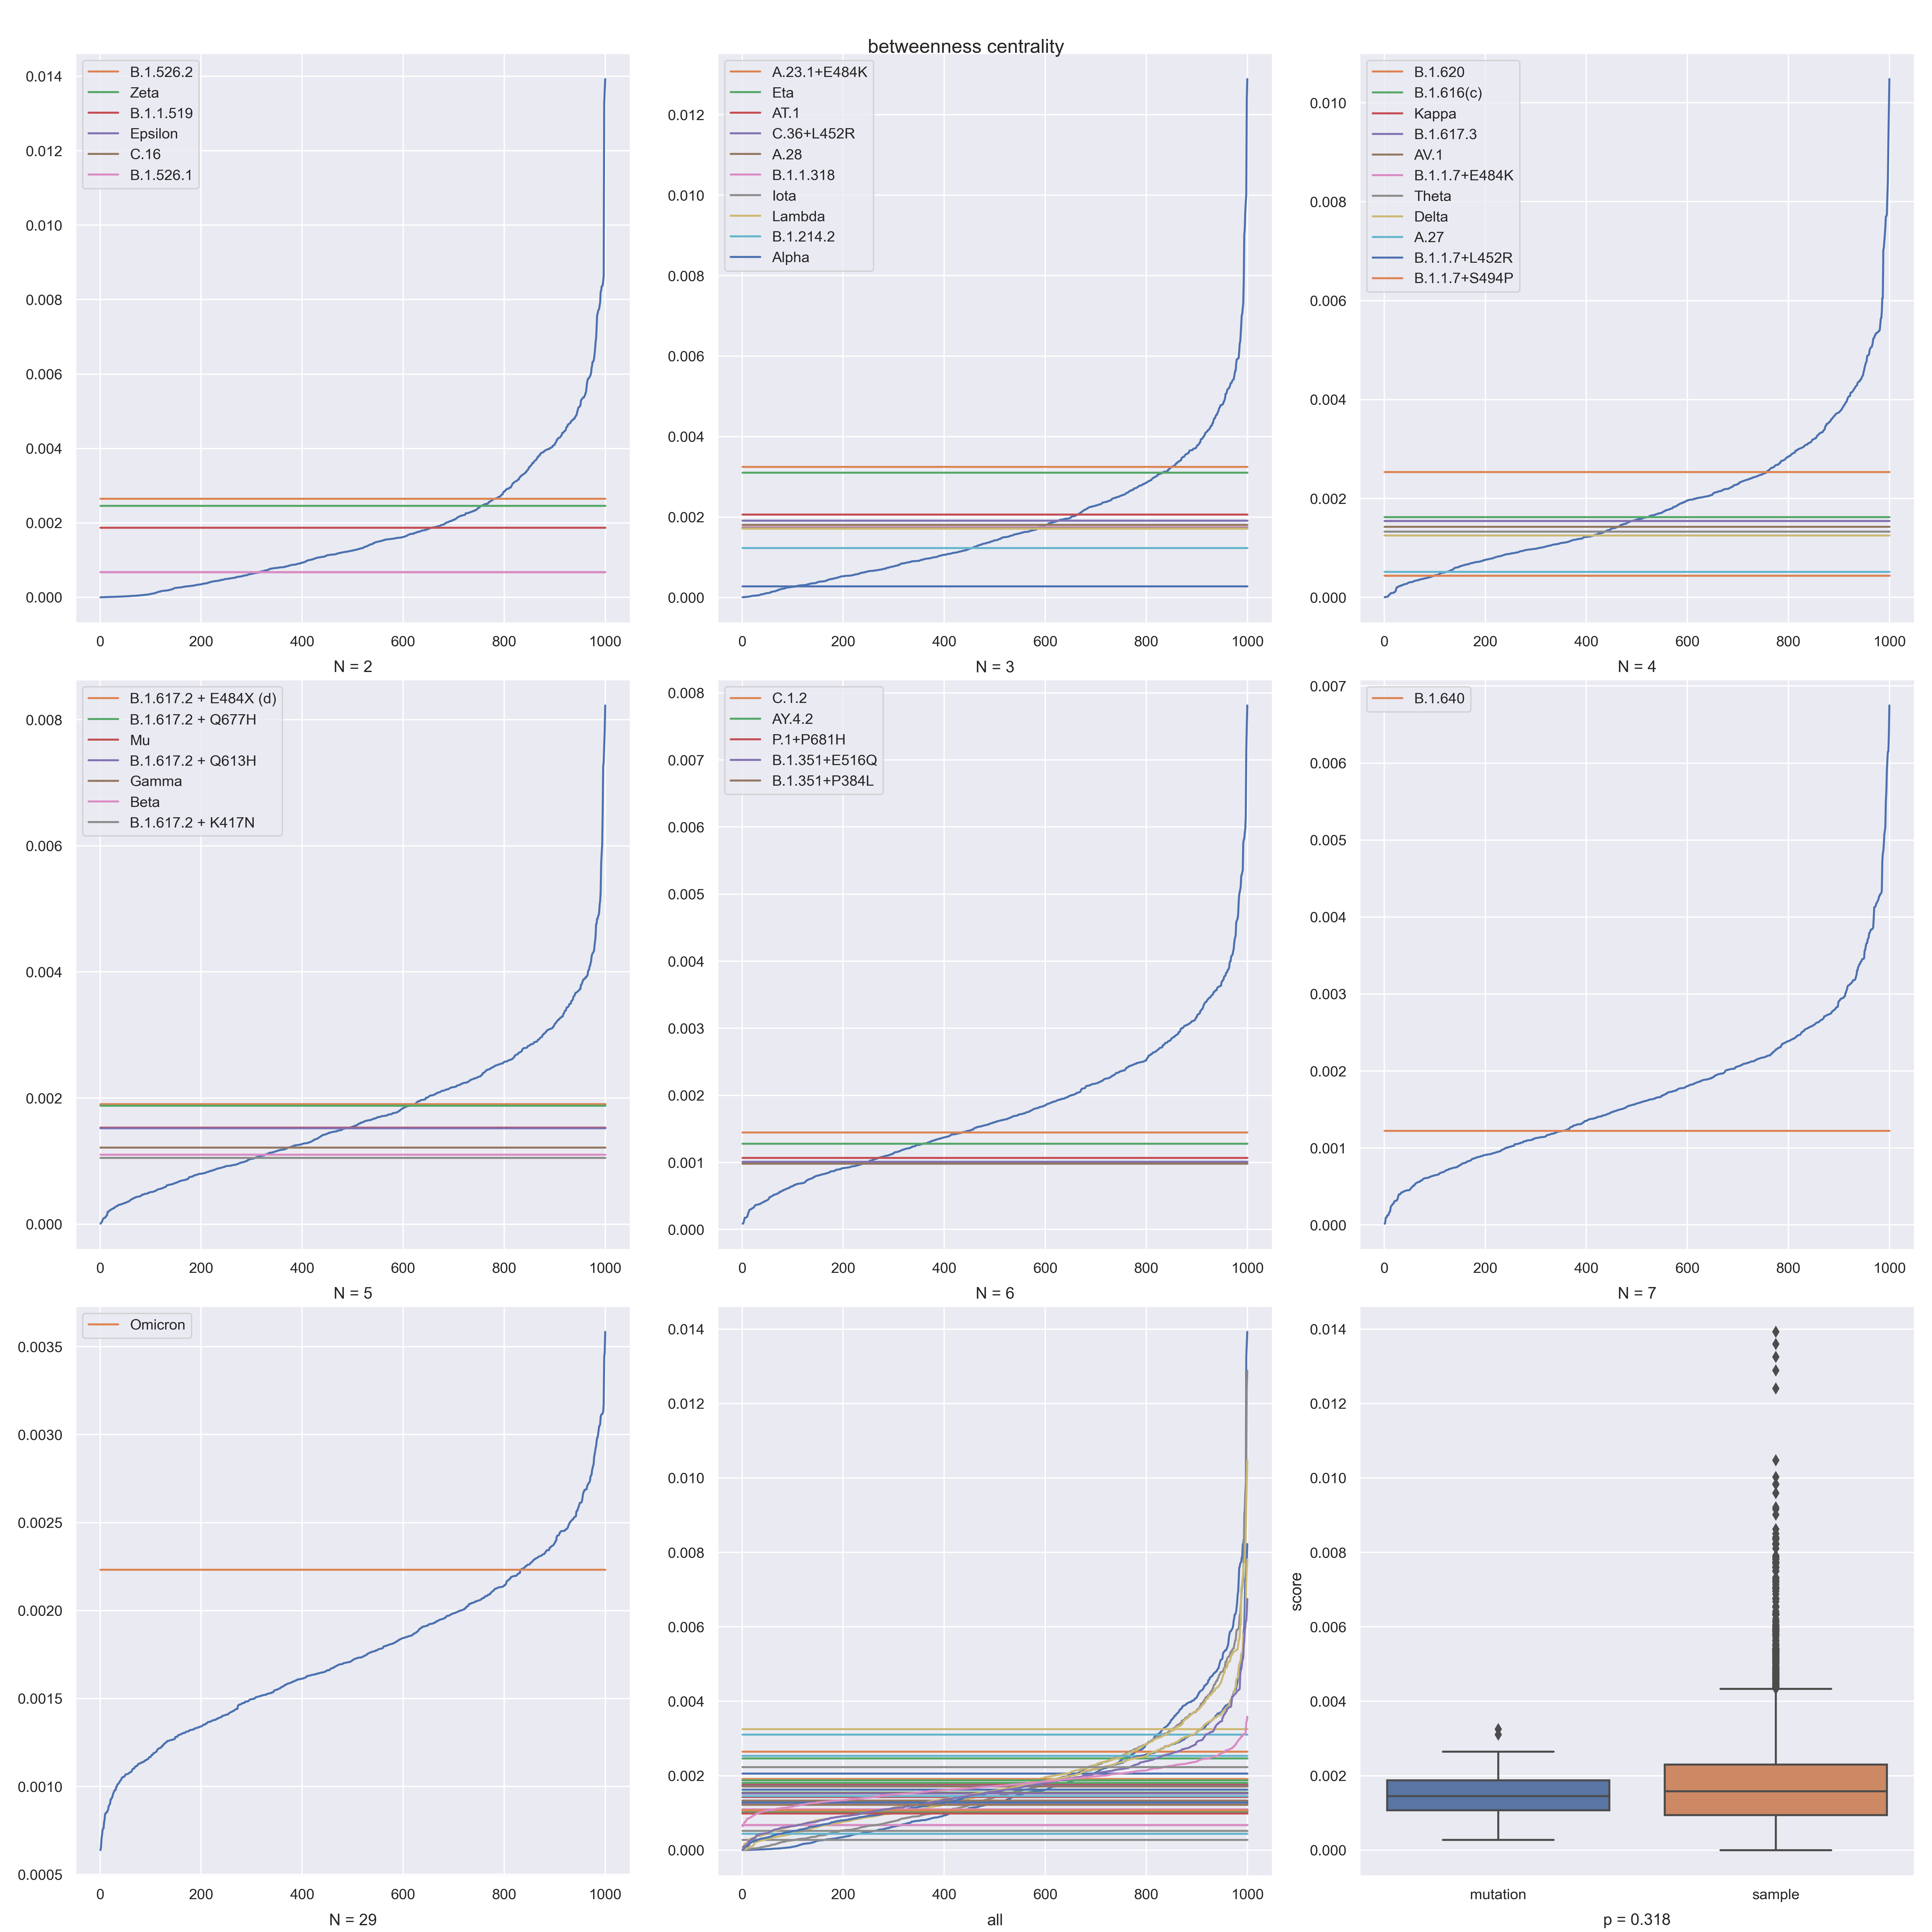 betweenness centrality
B.1.526.2
Zeta
B.1.1.519
Epsilon
C.16
B.1.526.1
0.014
0.012
0.010
0.008
0.006
0.004
0.002
0.000
0 200 400 600 800 1000
N = 2
A.23.1+E484K
Eta
AT.1
C.36+L452R
A.28
B.1.1.318
Iota
Lambda
B.1.214.2
Alpha
0.012
0.010
0.008
0.006
0.004
0.002
0.000
0 200 400 600 800 1000
N = 3
B.1.620
B.1.616(c)
Kappa
B.1.617.3
AV.1
B.1.1.7+E484K
Theta
Delta
A.27
B.1.1.7+L452R
B.1.1.7+S494P
0.010
0.008
0.006
0.004
0.002
0.000
0 200 400 600 800 1000
N = 4
B.1.617.2 + E484X (d)
B.1.617.2 + Q677H
Mu
B.1.617.2 + Q613H
Gamma
Beta
B.1.617.2 + K417N
0.008
0.006
0.004
0.002
0.000
0 200 400 600 800 1000
N = 5
C.1.2
AY.4.2
P.1+P681H
B.1.351+E516Q
B.1.351+P384L
0.008
0.007
0.006
0.005
0.004
0.003
0.002
0.001
0.000
0 200 400 600 800 1000
N = 6
B.1.640
0.007
0.006
0.005
0.004
0.003
0.002
0.001
0.000
0 200 400 600 800 1000
N = 7
Omicron
0.0035
0.0030
0.0025
0.0020
0.0015
0.0010
0.0005
0 200 400 600 800 1000
N = 29
0.014
0.012
0.010
0.008
0.006
0.004
0.002
0.000
0 200 400 600 800 1000
all
0.014
0.012
0.010
0.008
0.006
0.004
0.002
0.000
score
mutation sample
p = 0.318